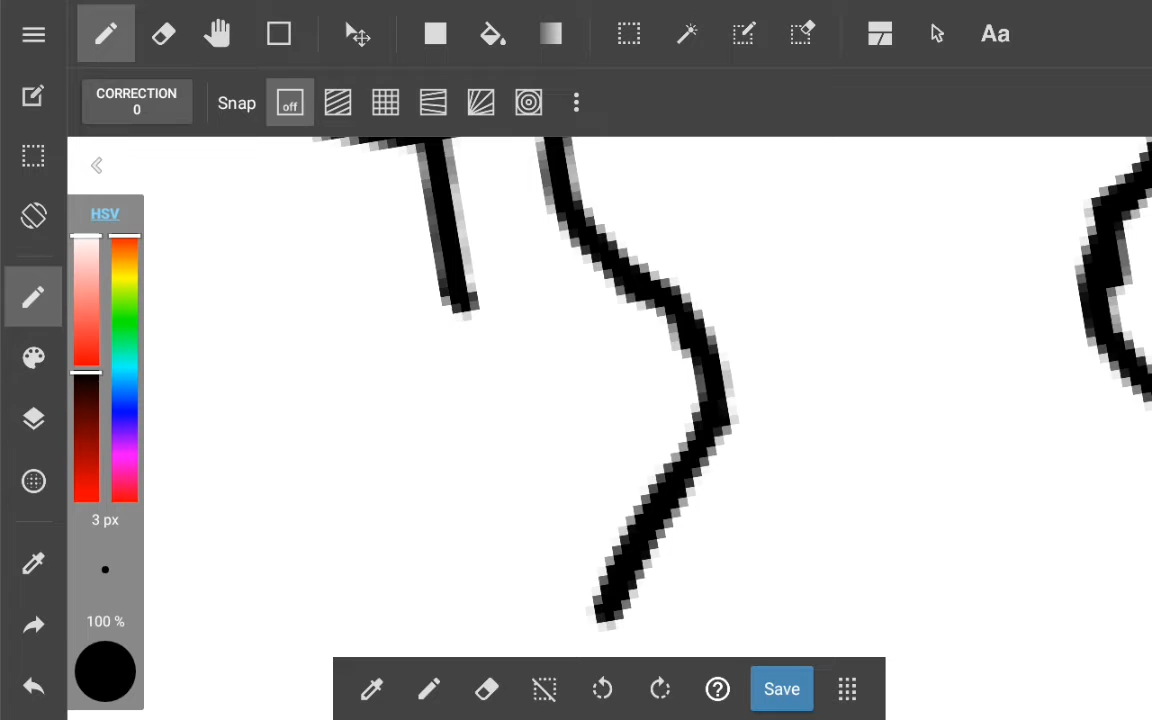 Aa
CORRECTION
0
Snap
off
HSV
3 px
100 %
Save